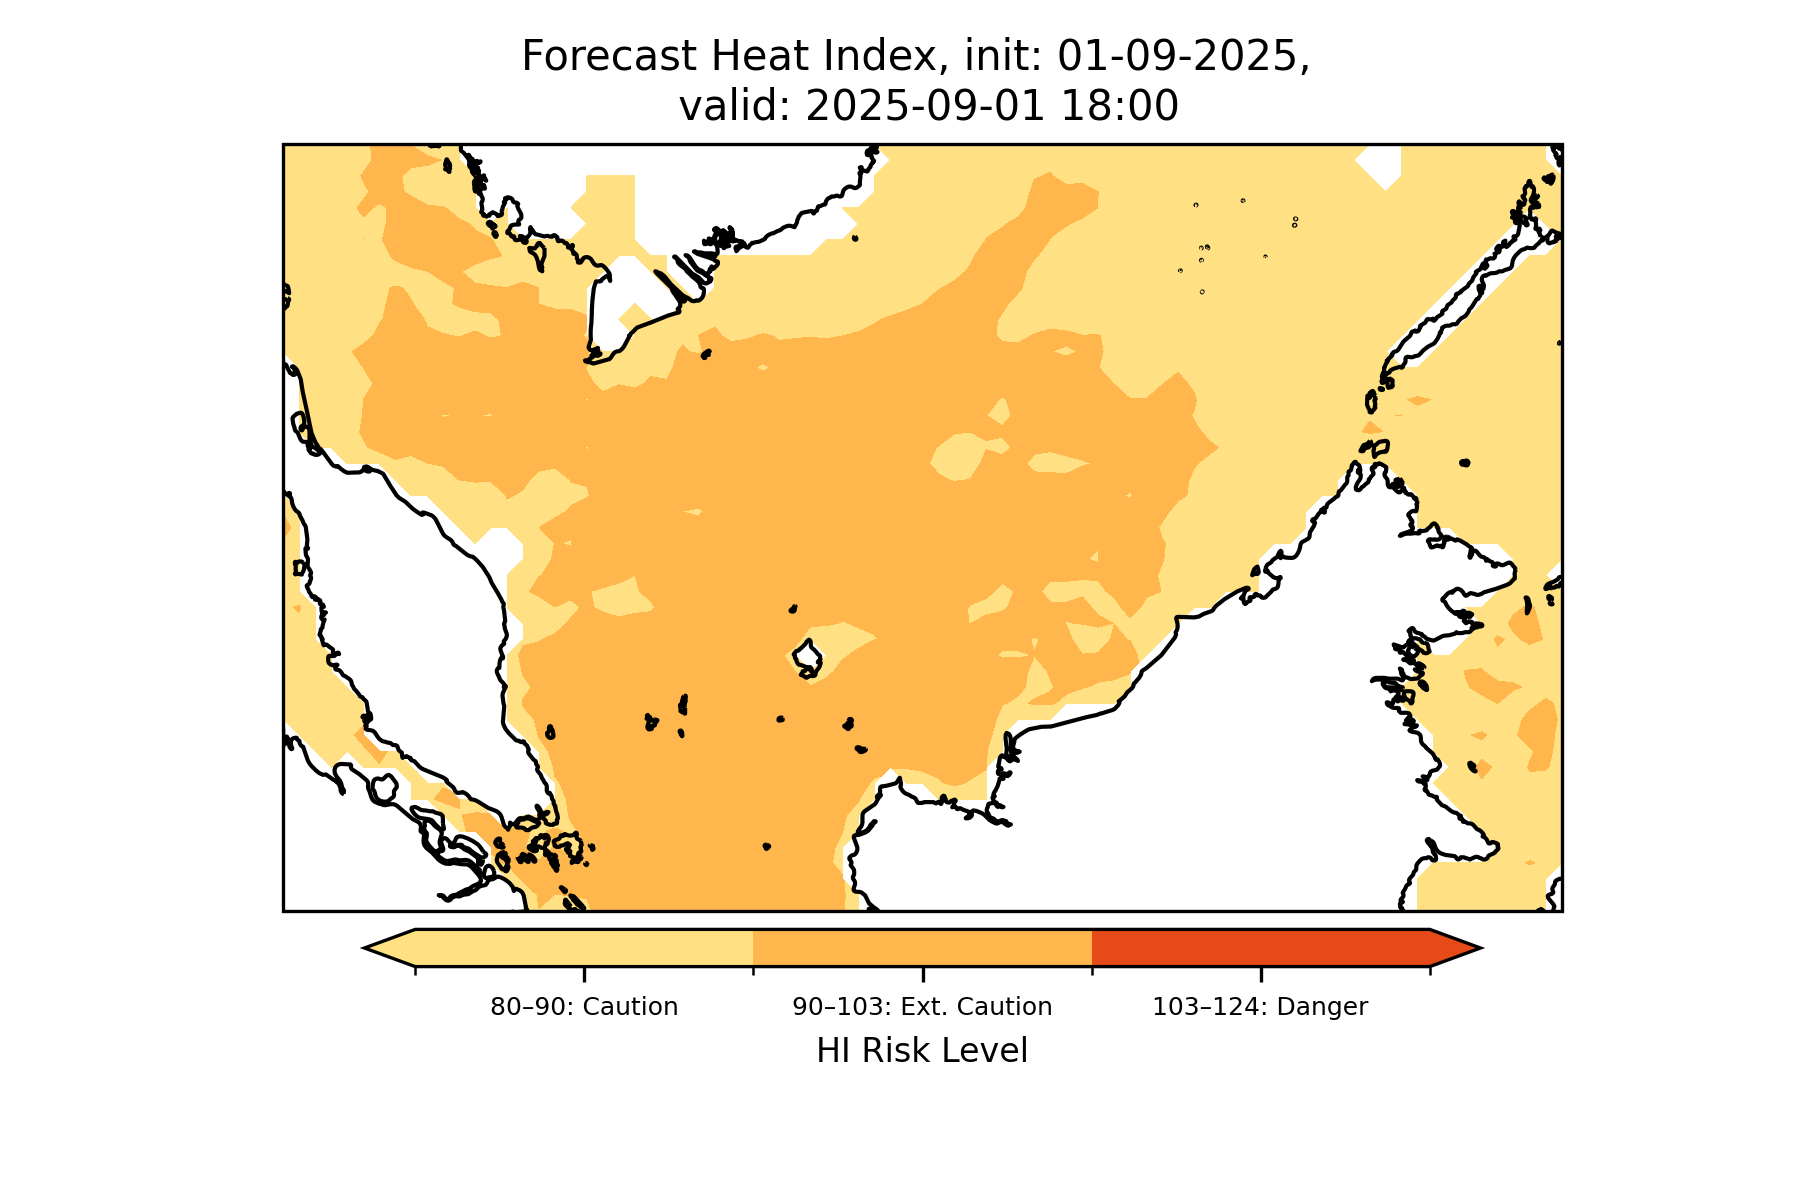 Forecast Heat Index, init: 01-09-2025,
valid: 2025-09-01 18:00
80–90: Caution
90–103: Ext. Caution
103–124: Danger
HI Risk Level